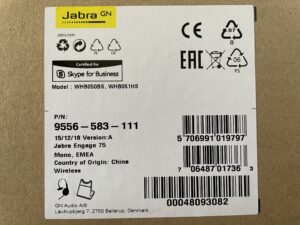 Jabra GN
Jabra.com
Certified For
Skype for Business
Model : WHB050BS, WHB051HS
P/N:
9556-583-111
15/12/18 Version:A
Jabra Engage 75
Mono, EMEA
Country of Origin: China
Wireless
GN Audio A/S
Lautrupbjerg 7, 2750 Ballerup, Denmark
CE
EAC
PS
5 706991 019797
7 06487 01736 3
00048093082